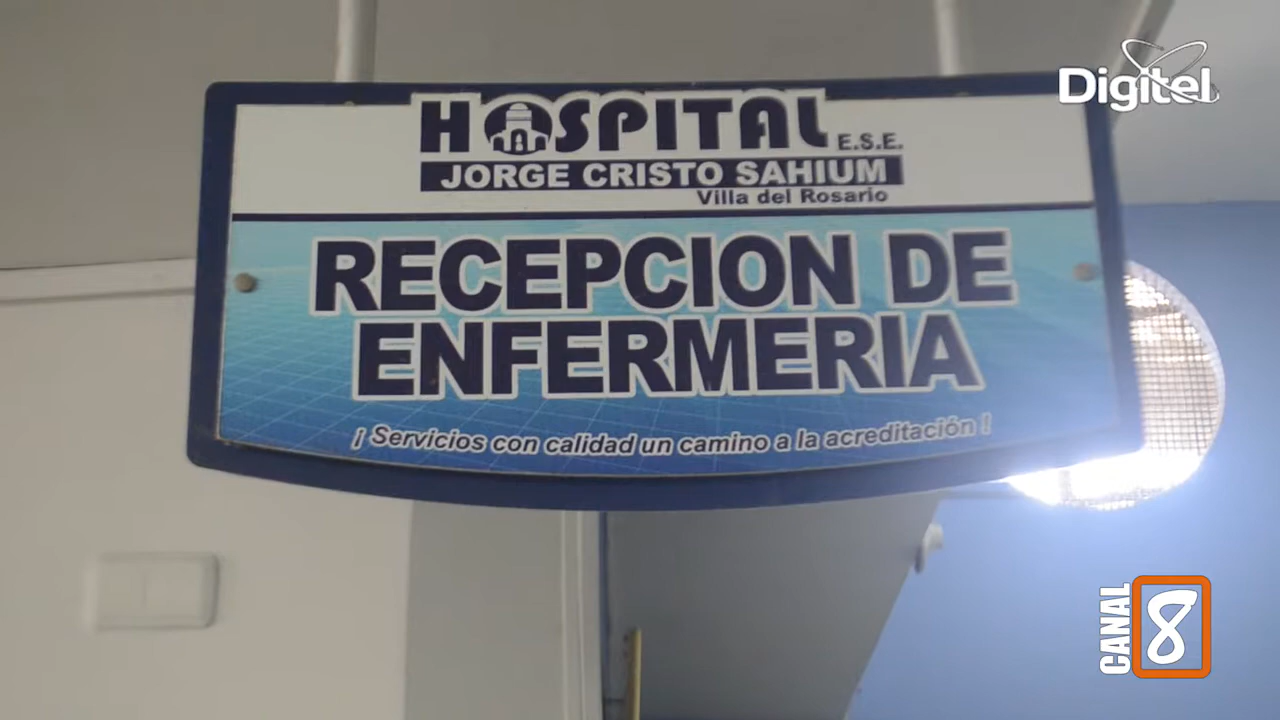 Digitel
HOSPITAL E.S.E.
JORGE CRISTO SAHIUM
Villa del Rosario
RECEPCION DE
ENFERMERIA
¡ Servicios con calidad un camino a la acreditación !
CANAL 8